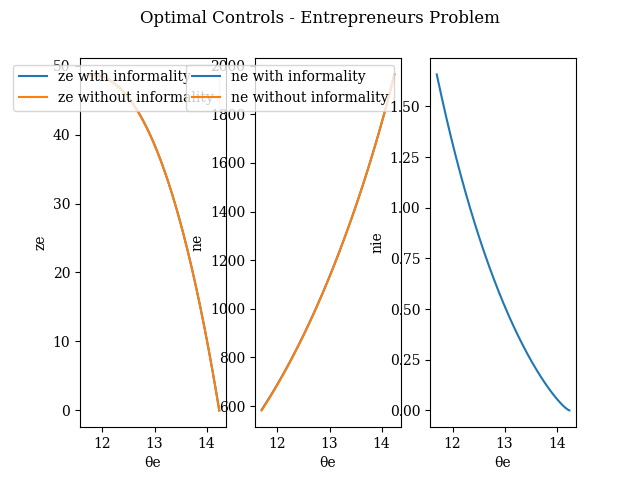 Optimal Controls - Entrepreneurs Problem
ze with informality
ze without informality
ne with informality
ne without informality
50
40
30
20
10
0
ze
12 13 14
θe
2000
1800
1600
1400
1200
1000
800
600
ne
12 13 14
θe
1.50
1.25
1.00
0.75
0.50
0.25
0.00
nie
12 13 14
θe